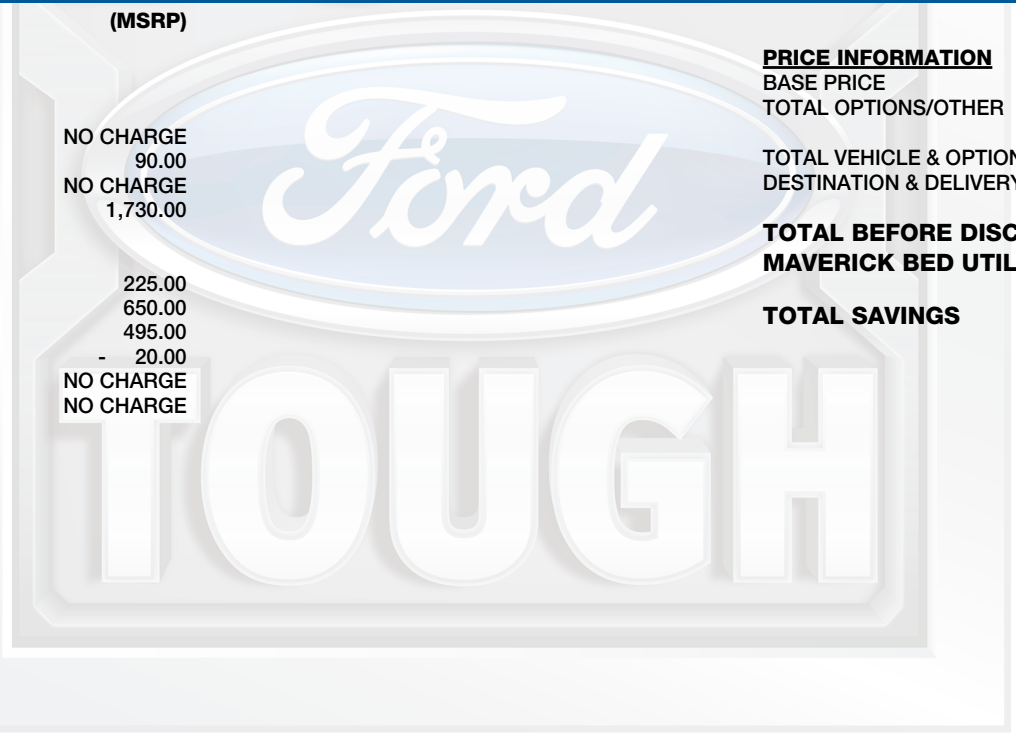 (MSRP)
NO CHARGE
90.00
NO CHARGE
1,730.00
225.00
650.00
495.00
- 20.00
NO CHARGE
NO CHARGE
PRICE INFORMATION
BASE PRICE
TOTAL OPTIONS/OTHER
TOTAL VEHICLE & OPTION
DESTINATION & DELIVERY
TOTAL BEFORE DISC
MAVERICK BED UTIL
TOTAL SAVINGS
Ford
TOUGH